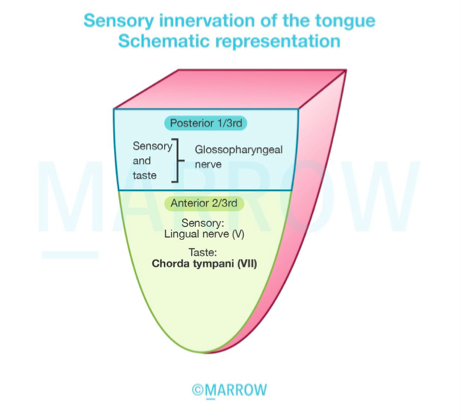 Sensory innervation of the tongue
Schematic representation
Posterior 1/3rd
Sensory
and
taste
Glossopharyngeal
nerve
Anterior 2/3rd
Sensory:
Lingual nerve (V)
Taste:
Chorda tympani (VII)
MARROW
©MARROW